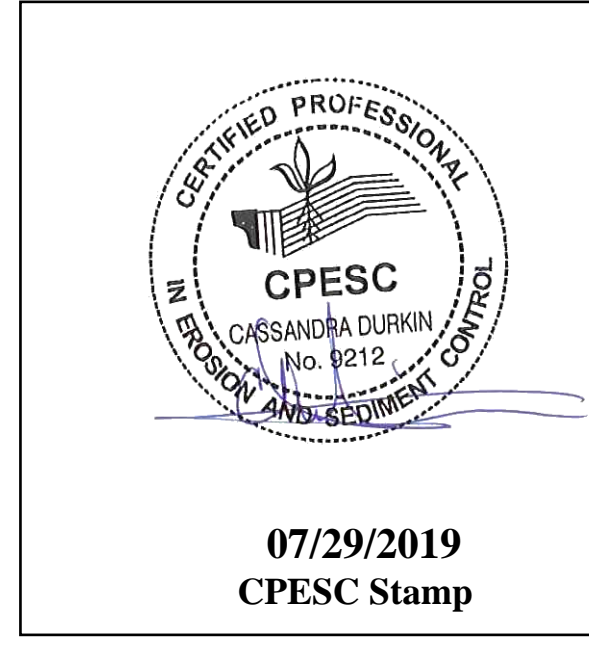 CERTIFIED PROFESSIONAL
IN EROSION AND SEDIMENT CONTROL
CPESC
CASSANDRA DURKIN
No. 9212
07/29/2019
CPESC Stamp